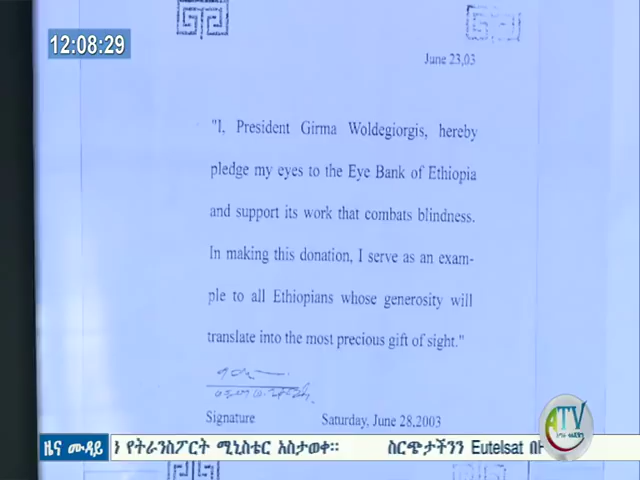 12:08:29
June 23,03
"I, President Girma Woldegiorgis, hereby
pledge my eyes to the Eye Bank of Ethiopia
and support its work that combats blindness.
In making this donation, I serve as an exam-
ple to all Ethiopians whose generosity will
translate into the most precious gift of sight."
Signature Saturday, June 28.2003
ዜና ሙዳይ ን የትራንስፖርት ሚኒስቴር አስታወቀ። ስርጭታችንን Eutelsat በ
ATV